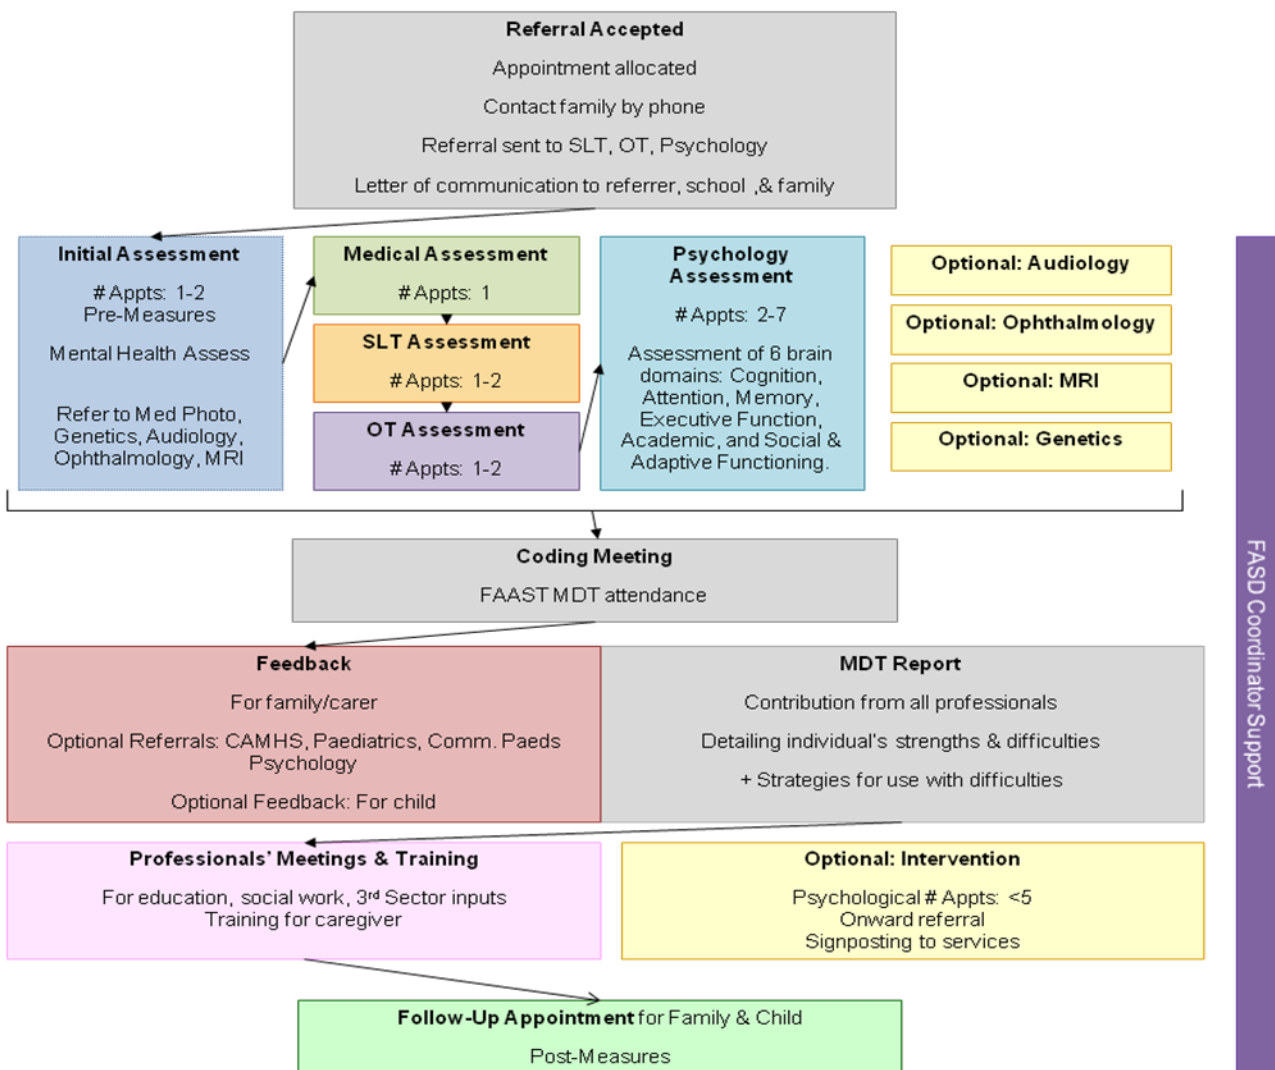 Referral Accepted
Appointment allocated
Contact family by phone
Referral sent to SLT, OT, Psychology
Letter of communication to referrer, school ,& family
Initial Assessment
# Appts: 1-2
Pre-Measures
Mental Health Assess
Refer to Med Photo,
Genetics, Audiology,
Ophthalmology, MRI
Medical Assessment
# Appts: 1
SLT Assessment
# Appts: 1-2
OT Assessment
# Appts: 1-2
Psychology
Assessment
# Appts: 2-7
Assessment of 6 brain
domains: Cognition,
Attention, Memory,
Executive Function,
Academic, and Social &
Adaptive Functioning.
Optional: Audiology
Optional: Ophthalmology
Optional: MRI
Optional: Genetics
FASD Coordinator Support
Coding Meeting
FAAST MDT attendance
Feedback
For family/carer
Optional Referrals: CAMHS, Paediatrics, Comm. Paeds
Psychology
Optional Feedback: For child
MDT Report
Contribution from all professionals
Detailing individual's strengths & difficulties
+ Strategies for use with difficulties
Professionals' Meetings & Training
For education, social work, 3rd Sector inputs
Training for caregiver
Optional: Intervention
Psychological # Appts: <5
Onward referral
Signposting to services
Follow-Up Appointment for Family & Child
Post-Measures